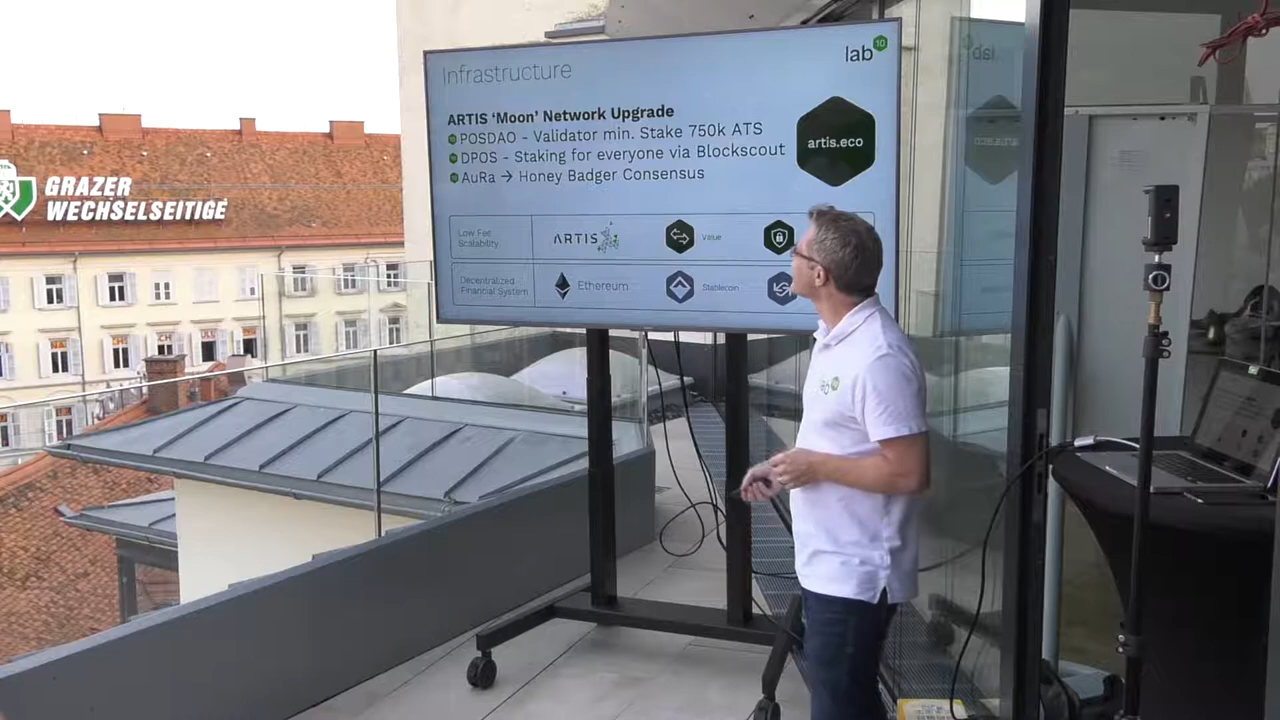 GRAZER
WECHSELSEITIGE
Infrastructure
lab10
ARTIS ‘Moon’ Network Upgrade
POSDAO - Validator min. Stake 750k ATS
DPOS - Staking for everyone via Blockscout
AuRa → Honey Badger Consensus
artis.eco
Low Fee
Scalability
ARTIS
Value
Decentralized
Financial System
Ethereum
Stablecoin